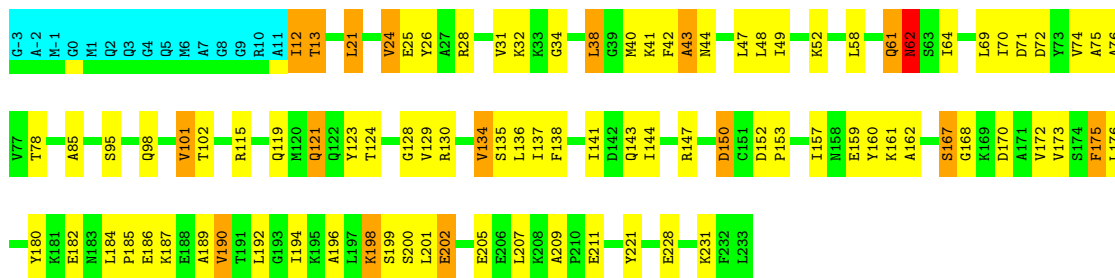 G-3 A-2 M-1 G0 M1 Q2 Q3 G4 Q5 M6 A7 G8 G9 R10 A11 I12 T13 L21 V24 E25 Y26 A27 R28 V31 K32 K33 G34 L38 G39 M40 K41 F42 A43 N44 L47 L48 I49 K52 L58 Q61 N62 S63 I64 L69 I70 D71 D72 Y73 V74 A75 A76
V77 T78 A85 S95 Q98 V101 T102 R115 Q119 M120 Q121 Q122 Y123 T124 G128 V129 R130 V134 S135 L136 I137 F138 I141 D142 Q143 I144 R147 D150 C151 D152 P153 I157 N158 E159 Y160 K161 A162 S167 G168 K169 D170 A171 V172 V173 S174 F175 L176
Y180 K181 E182 N183 L184 P185 E186 K187 E188 A189 V190 T191 L192 G193 I194 K195 A196 L197 K198 S199 S200 L201 E202 E205 E206 L207 K208 A209 P210 E211 Y221 E228 K231 F232 L233